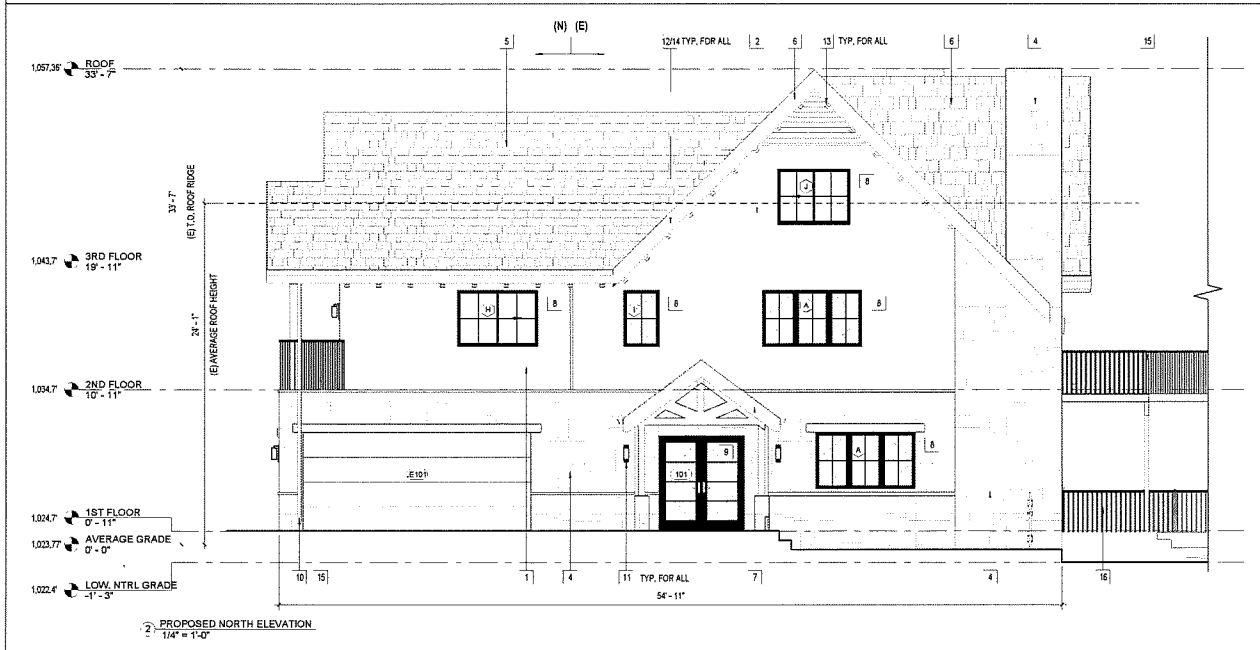 (N) (E)
5 12/14 TYP. FOR ALL 2 6 13 TYP. FOR ALL 6 4 15
1,057.36' ROOF
33' - 7"
J 8
33' - 7"
(E) T.O. ROOF RIDGE
1,043.7' 3RD FLOOR
19' - 11"
24' - 1"
(E) AVERAGE ROOF HEIGHT
H 8 I 8 A 8
1,034.7' 2ND FLOOR
10' - 11"
E101 101 9 A 8
1,024.7' 1ST FLOOR
0' - 11"
1,023.77' AVERAGE GRADE
0' - 0"
1,022.4' LOW. NTRL GRADE
-1' - 3"
10 15 1 4 11 TYP. FOR ALL 7 4 16
54' - 11"
2 PROPOSED NORTH ELEVATION
1/4" = 1'-0"